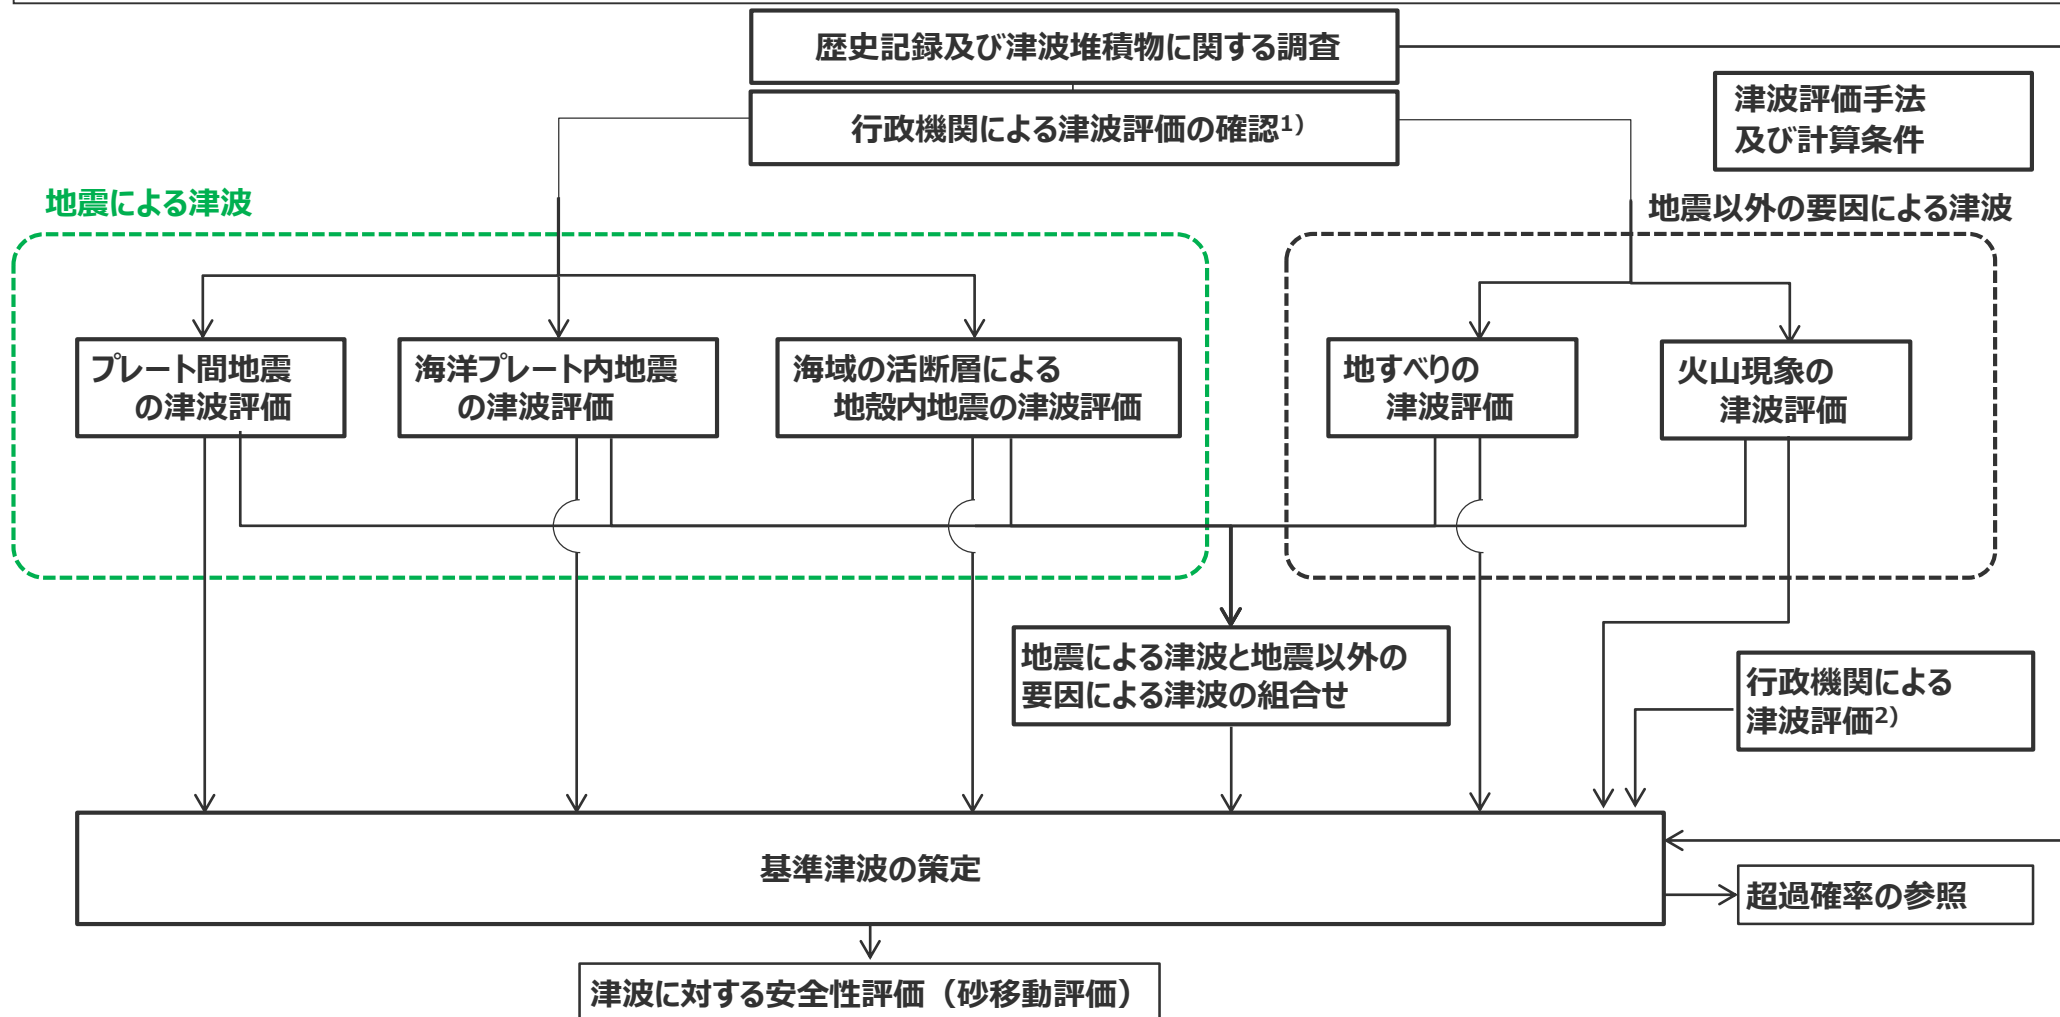 歴史記録及び津波堆積物に関する調査
行政機関による津波評価の確認1)
津波評価手法
及び計算条件
地震による津波
地震以外の要因による津波
プレート間地震
の津波評価
海洋プレート内地震
の津波評価
海域の活断層による
地殻内地震の津波評価
地すべりの
津波評価
火山現象の
津波評価
地震による津波と地震以外の
要因による津波の組合せ
行政機関による
津波評価2)
基準津波の策定
超過確率の参照
津波に対する安全性評価（砂移動評価）